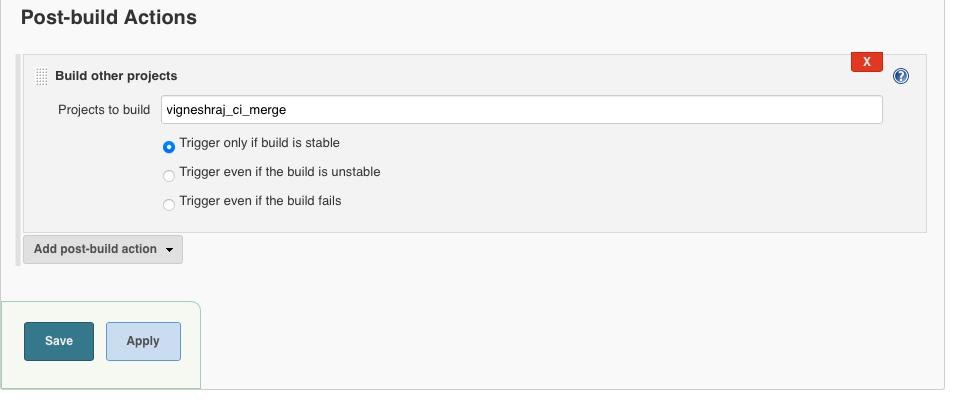 Post-build Actions
X
Build other projects
?
Projects to build vigneshraj_ci_merge
Trigger only if build is stable
Trigger even if the build is unstable
Trigger even if the build fails
Add post-build action
Save Apply